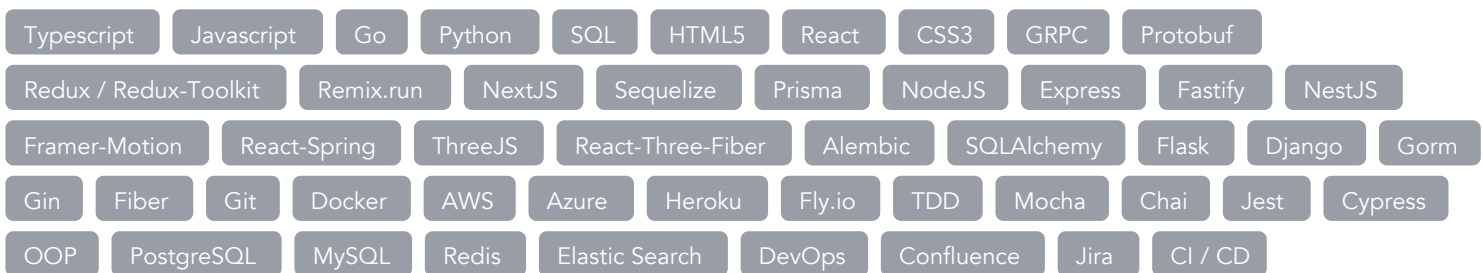 Typescript Javascript Go Python SQL HTML5 React CSS3 GRPC Protobuf
Redux / Redux-Toolkit Remix.run NextJS Sequelize Prisma NodeJS Express Fastify NestJS
Framer-Motion React-Spring ThreeJS React-Three-Fiber Alembic SQLAlchemy Flask Django Gorm
Gin Fiber Git Docker AWS Azure Heroku Fly.io TDD Mocha Chai Jest Cypress
OOP PostgreSQL MySQL Redis Elastic Search DevOps Confluence Jira CI / CD